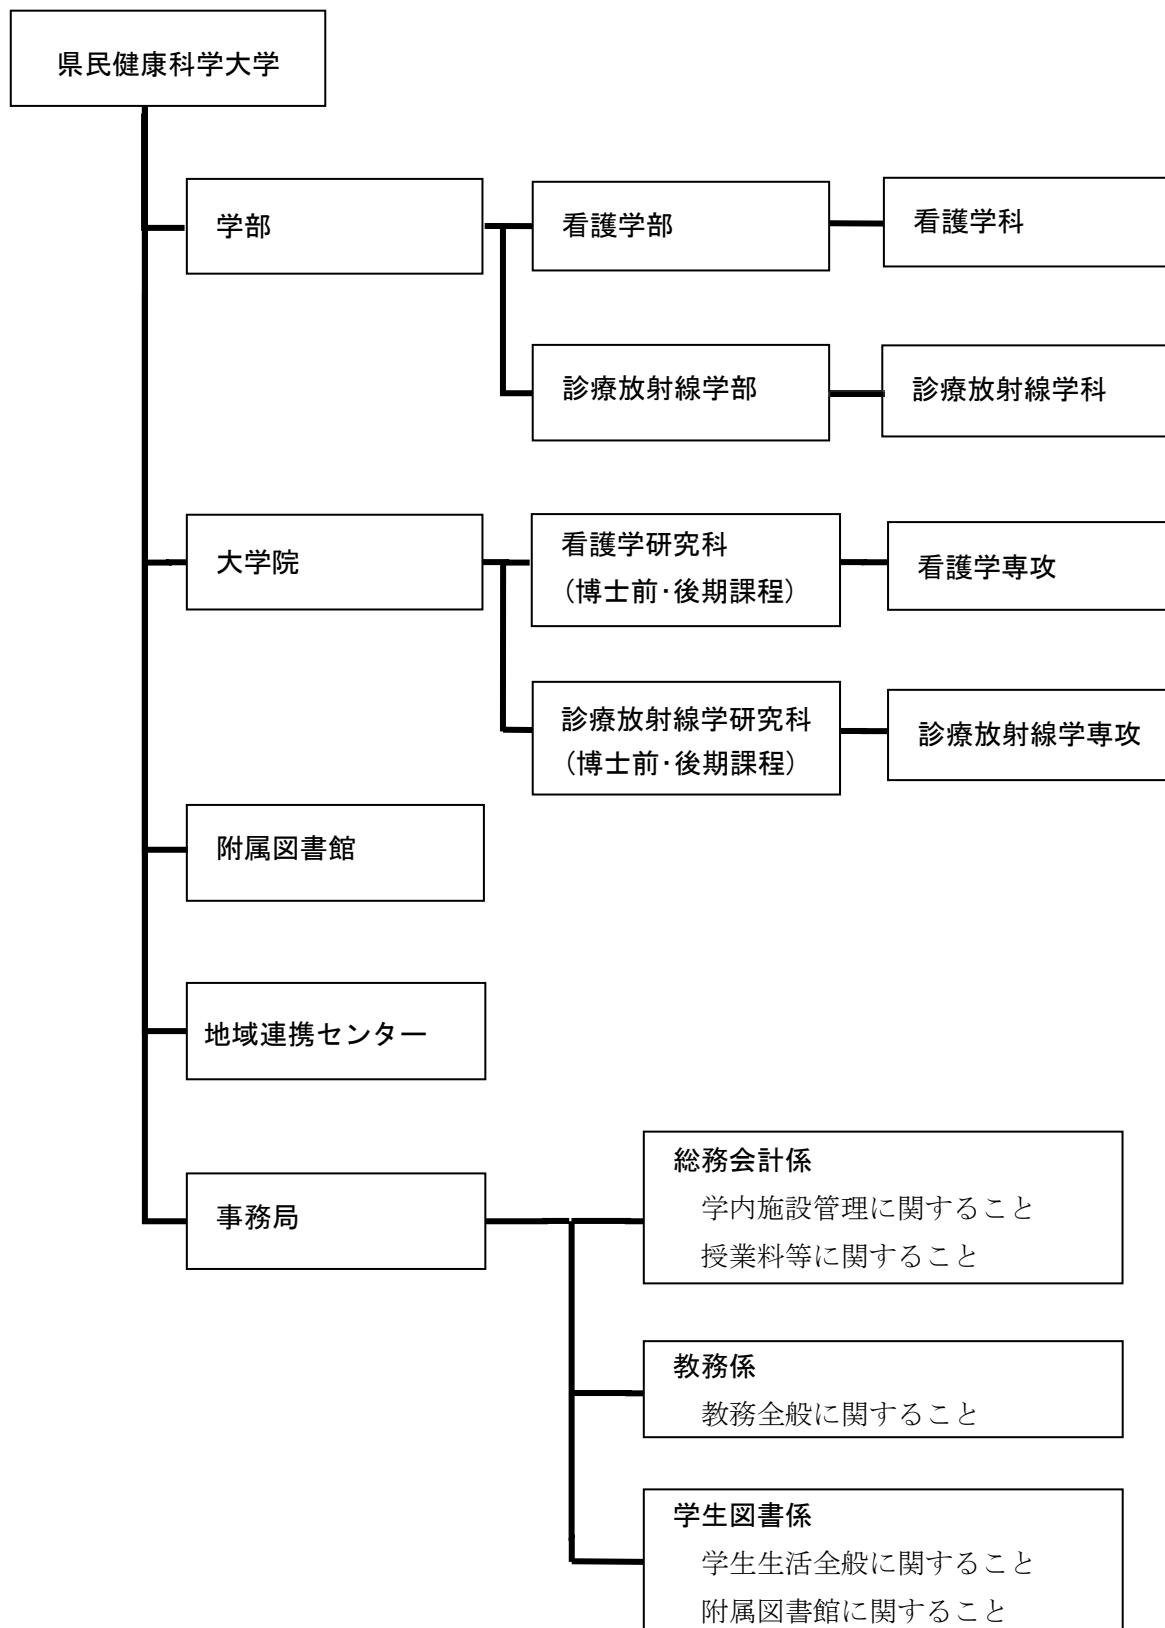 県民健康科学大学
学部
看護学部
看護学科
診療放射線学部
診療放射線学科
大学院
看護学研究科
(博士前・後期課程)
看護学専攻
診療放射線学研究科
(博士前・後期課程)
診療放射線学専攻
附属図書館
地域連携センター
事務局
総務会計係
学内施設管理に関すること
授業料等に関すること
教務係
教務全般に関すること
学生図書係
学生生活全般に関すること
附属図書館に関すること